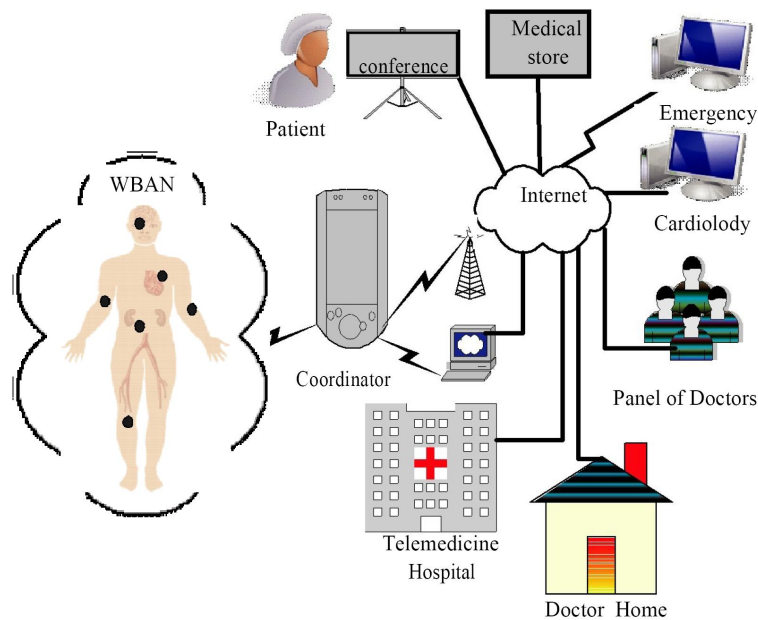 Medical
store
conference
Patient
Emergency
WBAN
Internet
Cardiolody
Coordinator
Panel of Doctors
Telemedicine
Hospital
Doctor Home